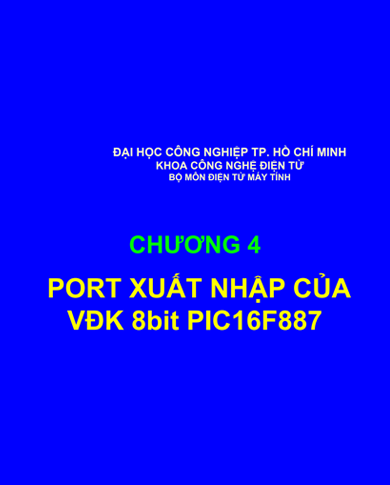 ĐẠI HỌC CÔNG NGHIỆP TP. HỒ CHÍ MINH
KHOA CÔNG NGHỆ ĐIỆN TỬ
BỘ MÔN ĐIỆN TỬ MÁY TÍNH
CHƯƠNG 4
PORT XUẤT NHẬP CỦA
VĐK 8bit PIC16F887